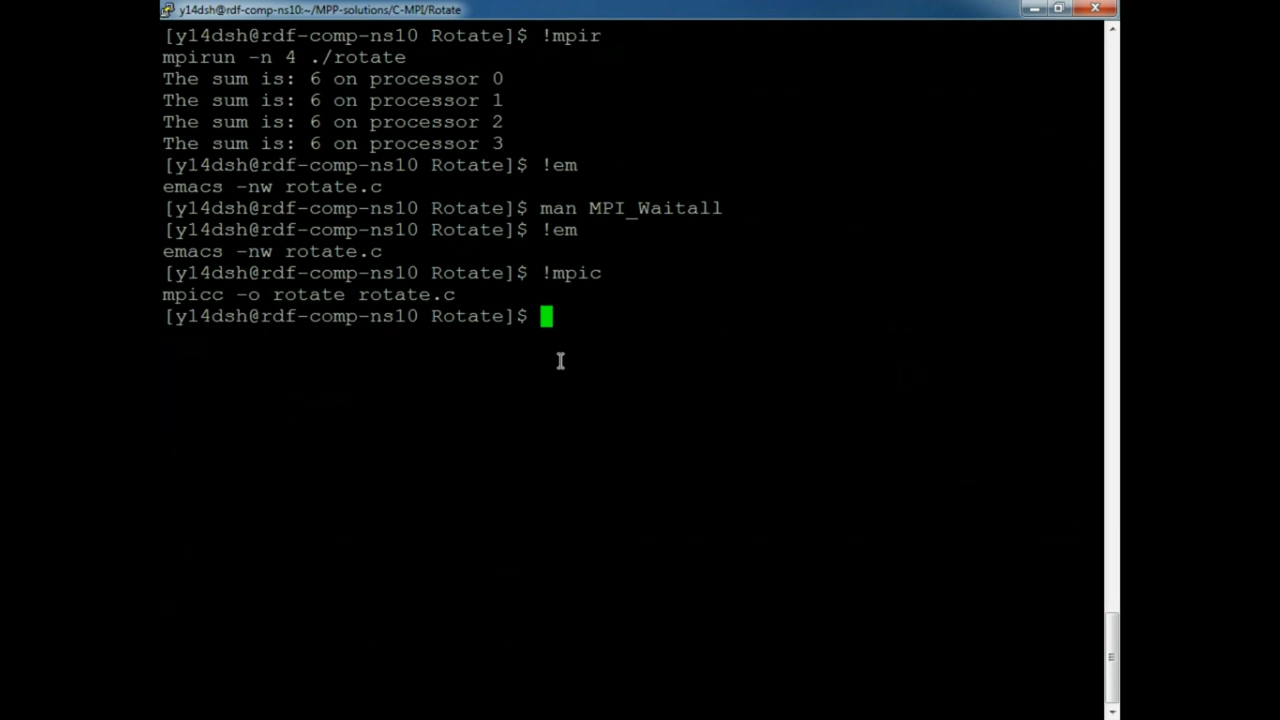 y14dsh@rdf-comp-ns10:~/MPP-solutions/C-MPI/Rotate
[y14dsh@rdf-comp-ns10 Rotate]$ !mpir
mpirun -n 4 ./rotate
The sum is: 6 on processor 0
The sum is: 6 on processor 1
The sum is: 6 on processor 2
The sum is: 6 on processor 3
[y14dsh@rdf-comp-ns10 Rotate]$ !em
emacs -nw rotate.c
[y14dsh@rdf-comp-ns10 Rotate]$ man MPI_Waitall
[y14dsh@rdf-comp-ns10 Rotate]$ !em
emacs -nw rotate.c
[y14dsh@rdf-comp-ns10 Rotate]$ !mpic
mpicc -o rotate rotate.c
[y14dsh@rdf-comp-ns10 Rotate]$